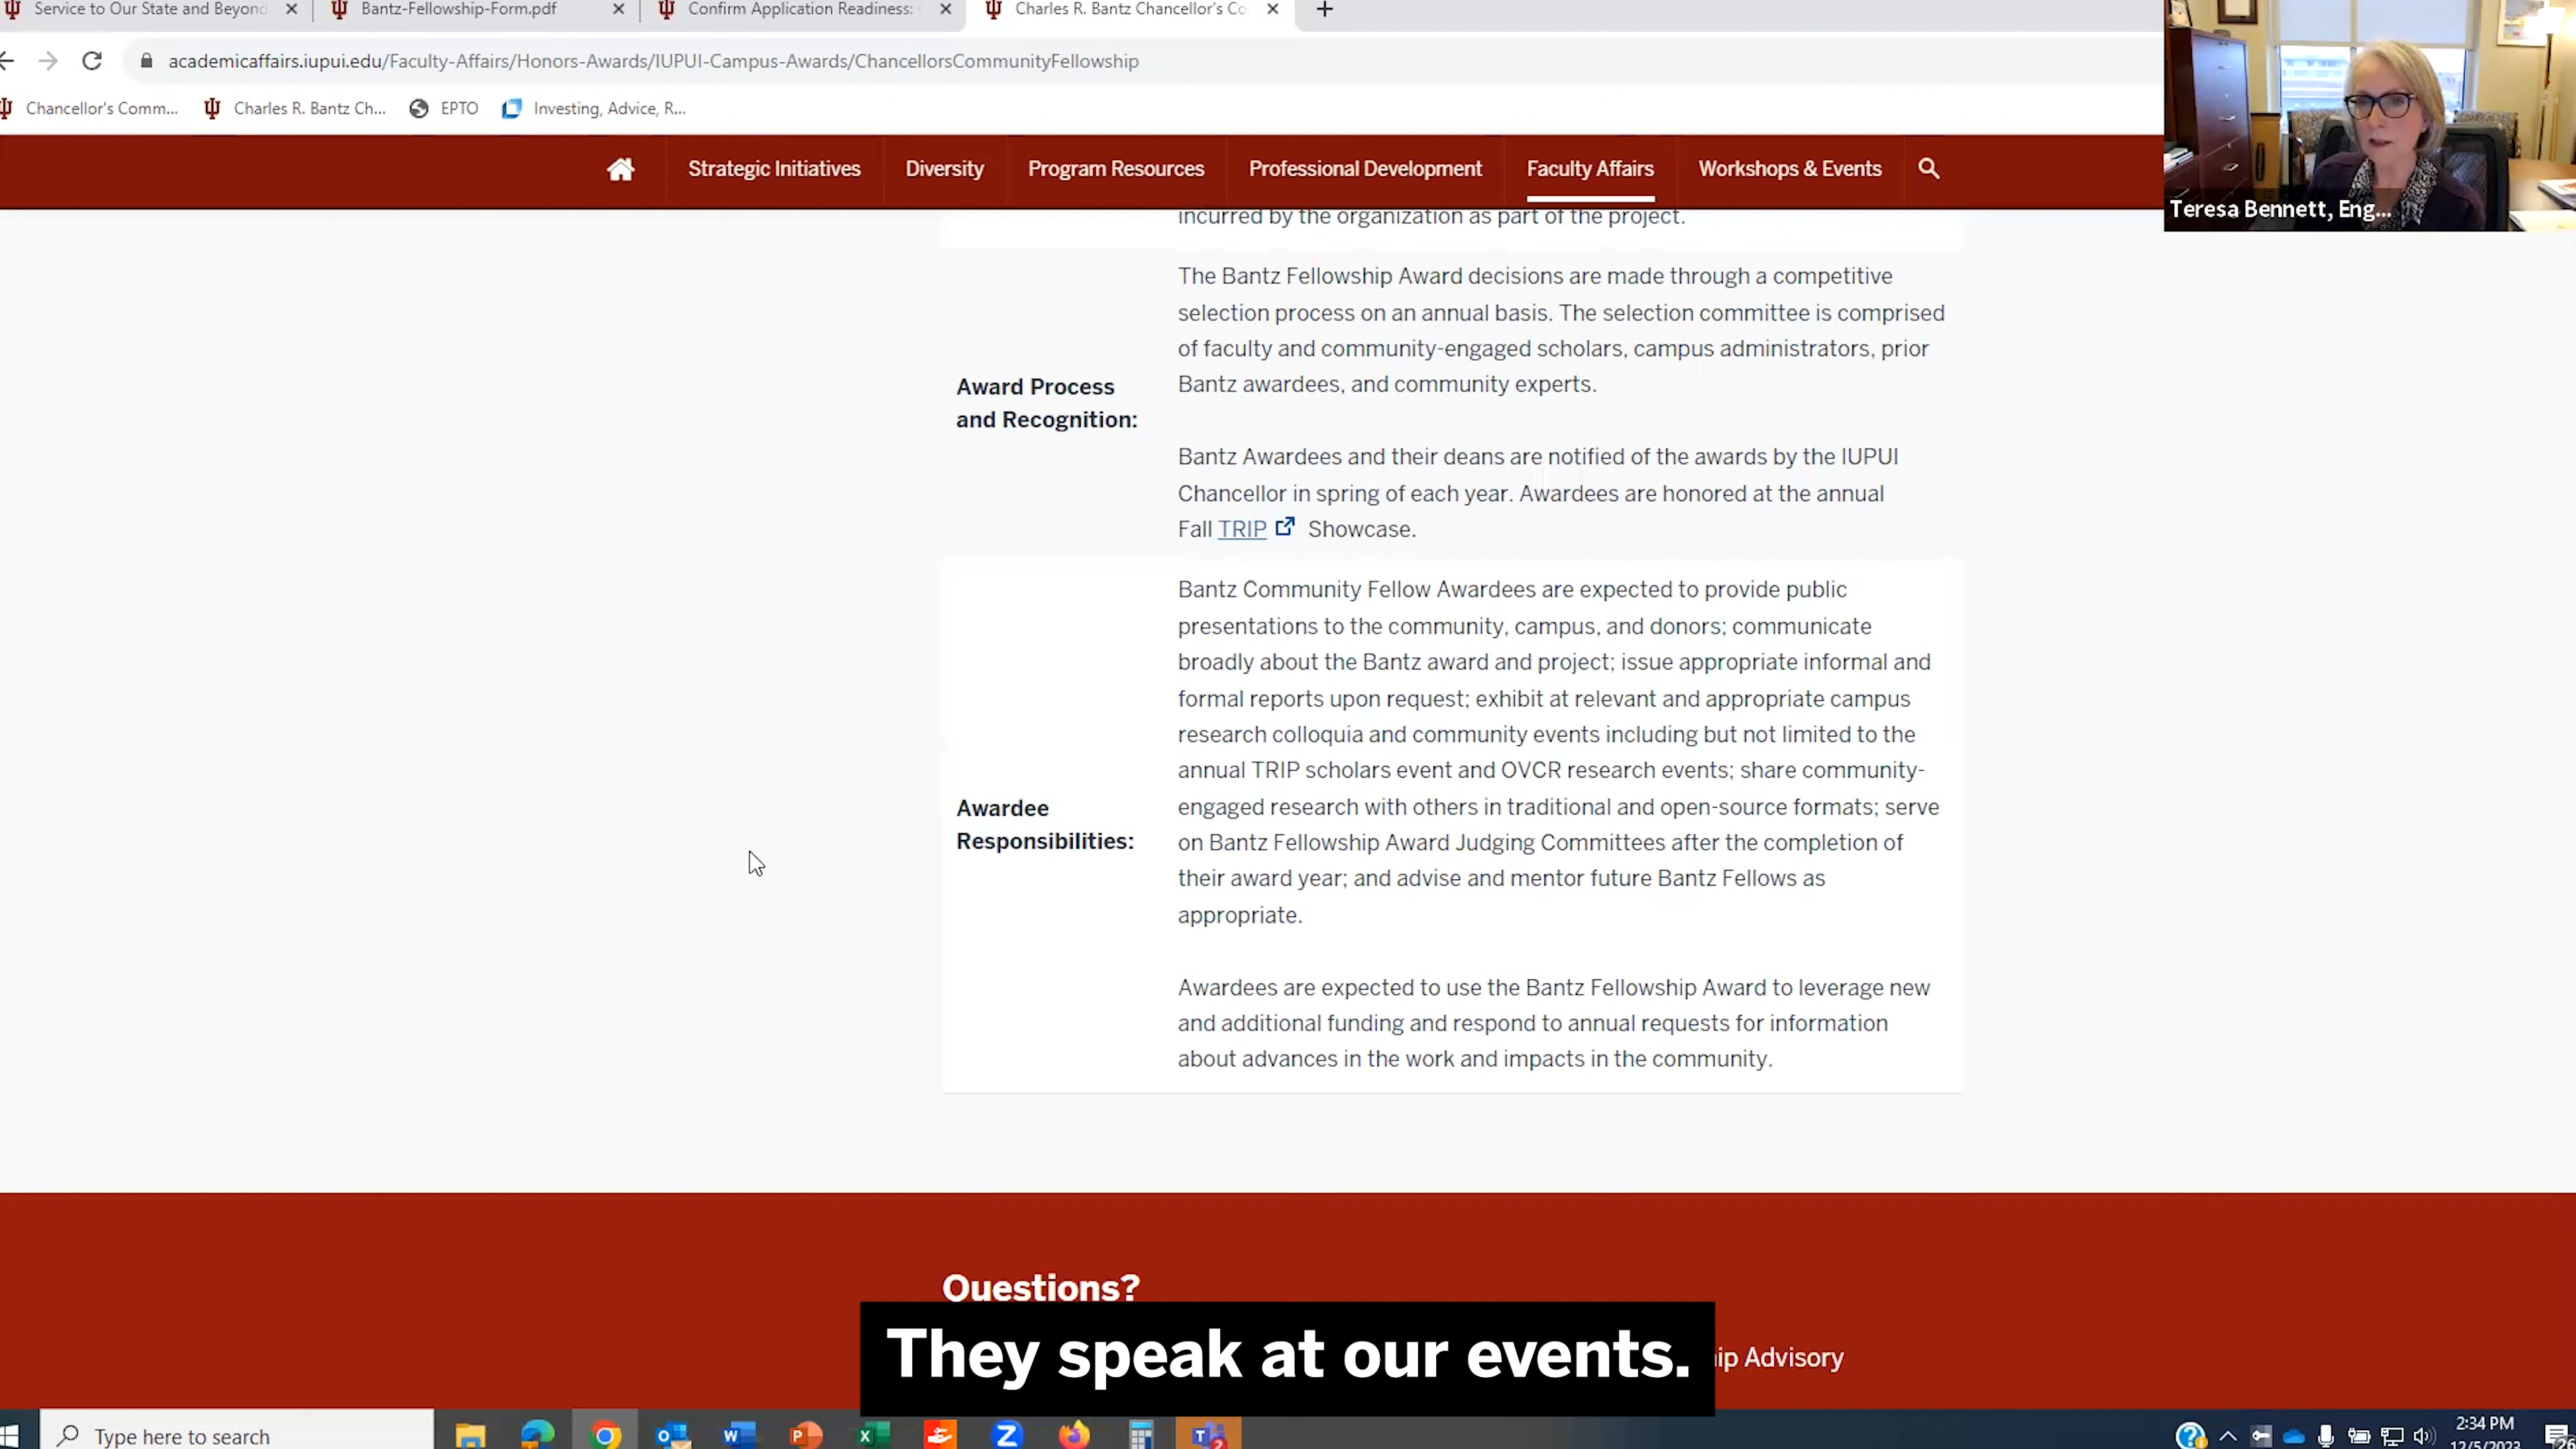 Service to Our State and Beyond
Bantz-Fellowship-Form.pdf
Confirm Application Readiness:
Charles R. Bantz Chancellor's Co
academicaffairs.iupui.edu/Faculty-Affairs/Honors-Awards/IUPUI-Campus-Awards/ChancellorsCommunityFellowship
Chancellor's Comm...
Charles R. Bantz Ch...
EPTO
Investing, Advice, R...
Strategic Initiatives
Diversity
Program Resources
Professional Development
Faculty Affairs
Workshops & Events
Teresa Bennett, Eng...
incurred by the organization as part of the project.
Award Process
and Recognition:
The Bantz Fellowship Award decisions are made through a competitive
selection process on an annual basis. The selection committee is comprised
of faculty and community-engaged scholars, campus administrators, prior
Bantz awardees, and community experts.
Bantz Awardees and their deans are notified of the awards by the IUPUI
Chancellor in spring of each year. Awardees are honored at the annual
Fall TRIP Showcase.
Awardee
Responsibilities:
Bantz Community Fellow Awardees are expected to provide public
presentations to the community, campus, and donors; communicate
broadly about the Bantz award and project; issue appropriate informal and
formal reports upon request; exhibit at relevant and appropriate campus
research colloquia and community events including but not limited to the
annual TRIP scholars event and OVCR research events; share community-
engaged research with others in traditional and open-source formats; serve
on Bantz Fellowship Award Judging Committees after the completion of
their award year; and advise and mentor future Bantz Fellows as
appropriate.
Awardees are expected to use the Bantz Fellowship Award to leverage new
and additional funding and respond to annual requests for information
about advances in the work and impacts in the community.
Questions?
They speak at our events.
ip Advisory
Type here to search
2:34 PM
12/5/2023